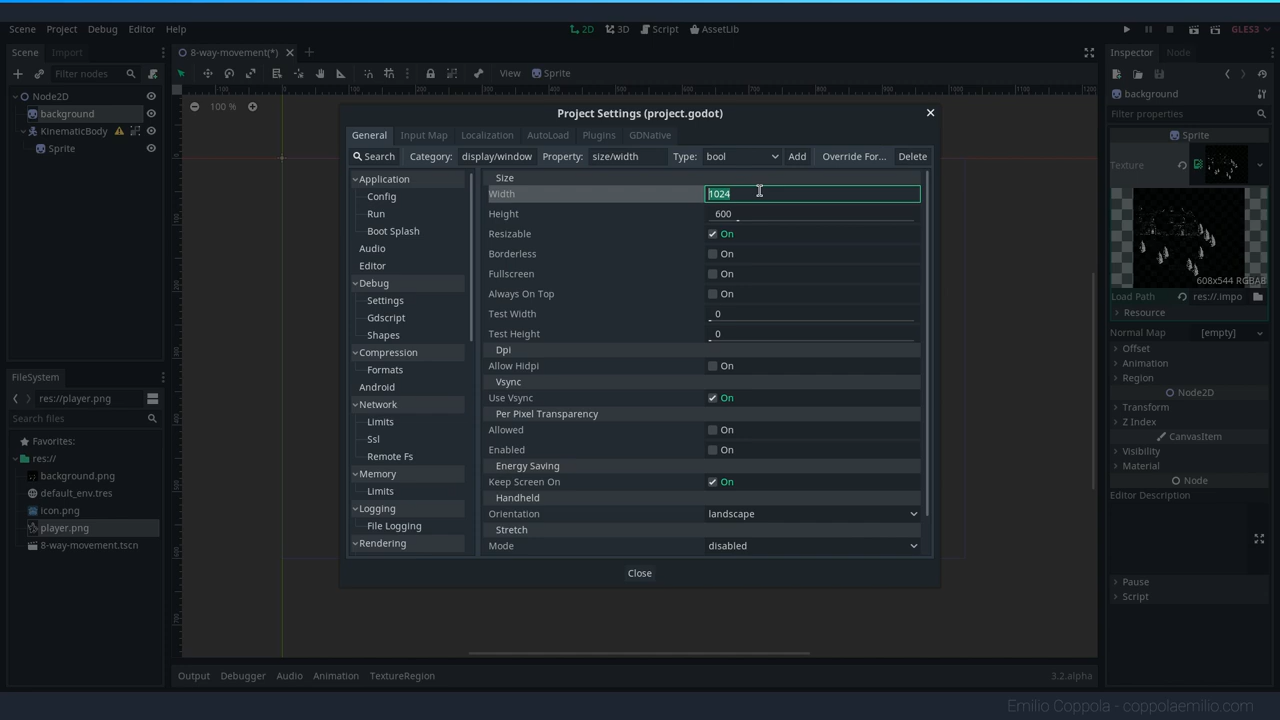 Scene Project Debug Editor Help
2D 3D Script AssetLib
GLES3
Scene Import
8-way-movement(*)
Inspector Node
Filter nodes
View Sprite
Node2D
background
KinematicBody
Sprite
100 %
background
Filter properties
Sprite
Texture
608x544 RGBA8
Load Path res://.impo
Resource
Normal Map [empty]
Offset
Animation
Region
Node2D
Transform
Z Index
CanvasItem
Visibility
Material
Node
Editor Description
Pause
Script
Project Settings (project.godot)
General Input Map Localization AutoLoad Plugins GDNative
Search Category: display/window Property: size/width Type: bool Add Override For... Delete
Application
Config
Run
Boot Splash
Audio
Editor
Debug
Settings
Gdscript
Shapes
Compression
Formats
Android
Network
Limits
Ssl
Remote Fs
Memory
Limits
Logging
File Logging
Rendering
Size
Width 1024
Height 600
Resizable On
Borderless On
Fullscreen On
Always On Top On
Test Width 0
Test Height 0
Dpi
Allow Hidpi On
Vsync
Use Vsync On
Per Pixel Transparency
Allowed On
Enabled On
Energy Saving
Keep Screen On On
Handheld
Orientation landscape
Stretch
Mode disabled
Close
FileSystem
res://player.png
Search files
Favorites:
res://
background.png
default_env.tres
icon.png
player.png
8-way-movement.tscn
Output Debugger Audio Animation TextureRegion
3.2.alpha
Emilio Coppola - coppolaemilio.com